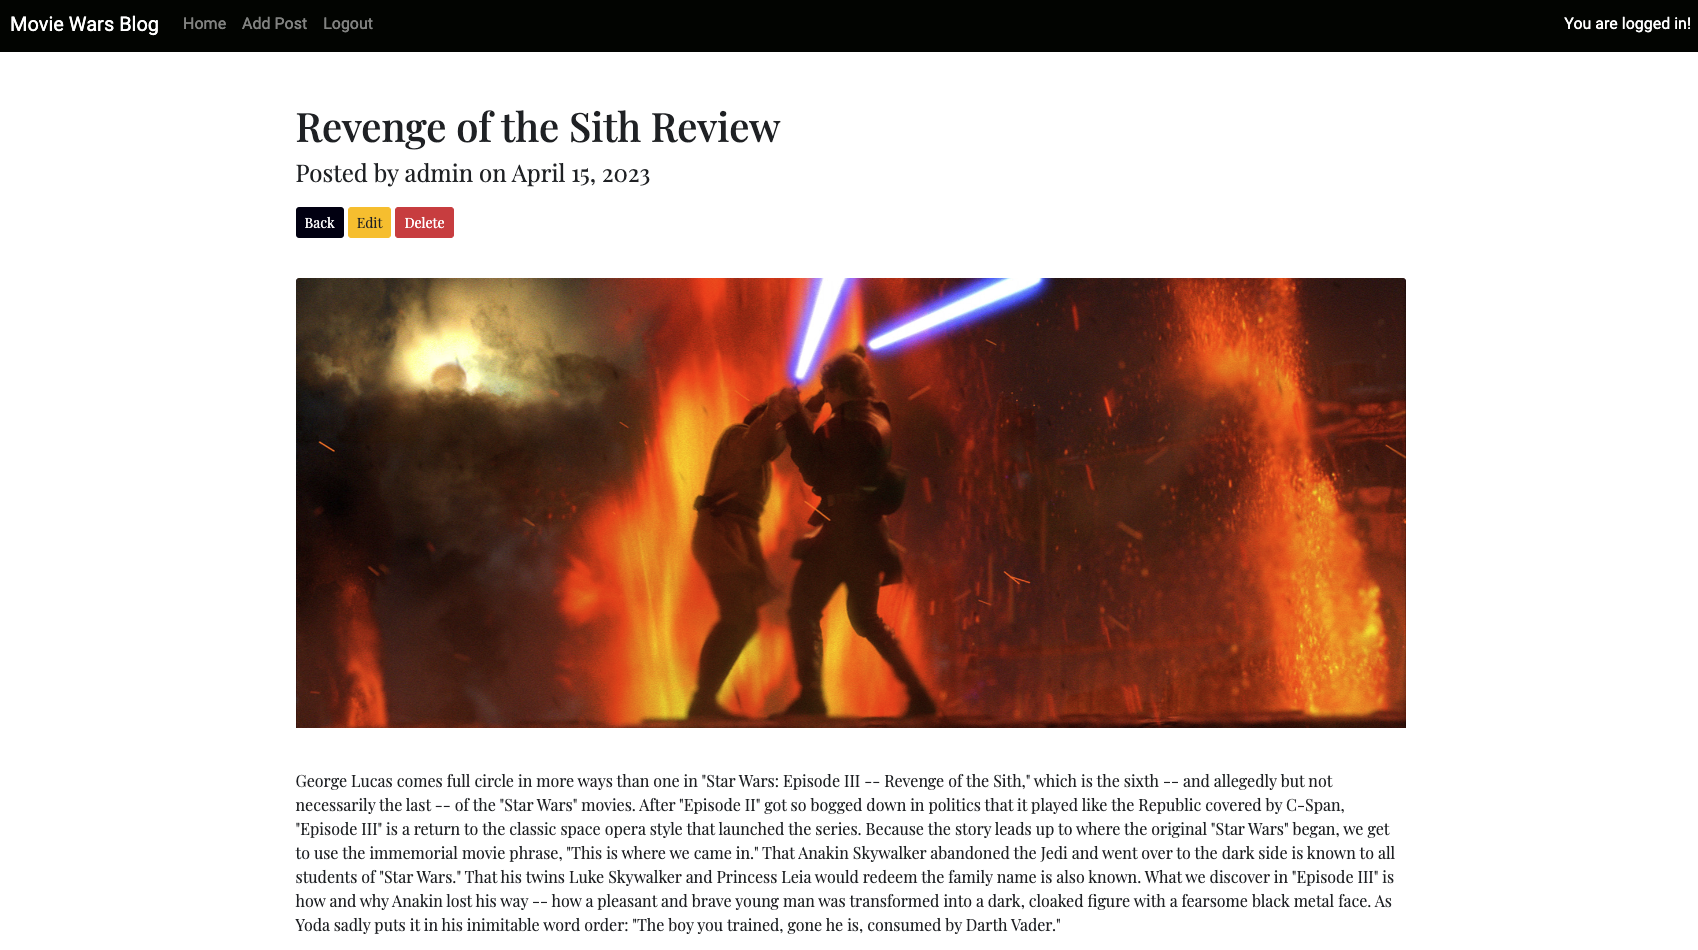 Movie Wars Blog Home Add Post Logout You are logged in!
Revenge of the Sith Review
Posted by admin on April 15, 2023
Back Edit Delete
George Lucas comes full circle in more ways than one in "Star Wars: Episode III -- Revenge of the Sith," which is the sixth -- and allegedly but not
necessarily the last -- of the "Star Wars" movies. After "Episode II" got so bogged down in politics that it played like the Republic covered by C-Span,
"Episode III" is a return to the classic space opera style that launched the series. Because the story leads up to where the original "Star Wars" began, we get
to use the immemorial movie phrase, "This is where we came in." That Anakin Skywalker abandoned the Jedi and went over to the dark side is known to all
students of "Star Wars." That his twins Luke Skywalker and Princess Leia would redeem the family name is also known. What we discover in "Episode III" is
how and why Anakin lost his way -- how a pleasant and brave young man was transformed into a dark, cloaked figure with a fearsome black metal face. As
Yoda sadly puts it in his inimitable word order: "The boy you trained, gone he is, consumed by Darth Vader."